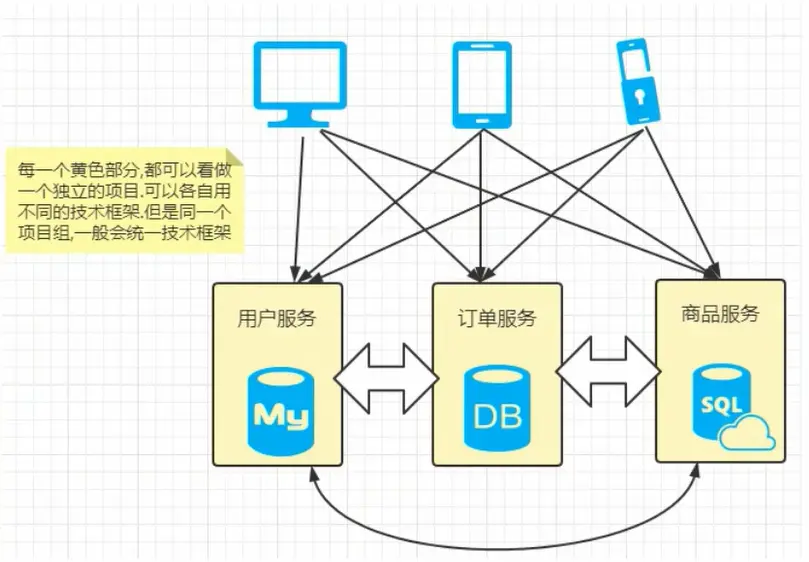 每一个黄色部分,都可以看做
一个独立的项目.可以各自用
不同的技术框架.但是同一个
项目组,一般会统一技术框架
用户服务
订单服务
商品服务
My
DB
SQL